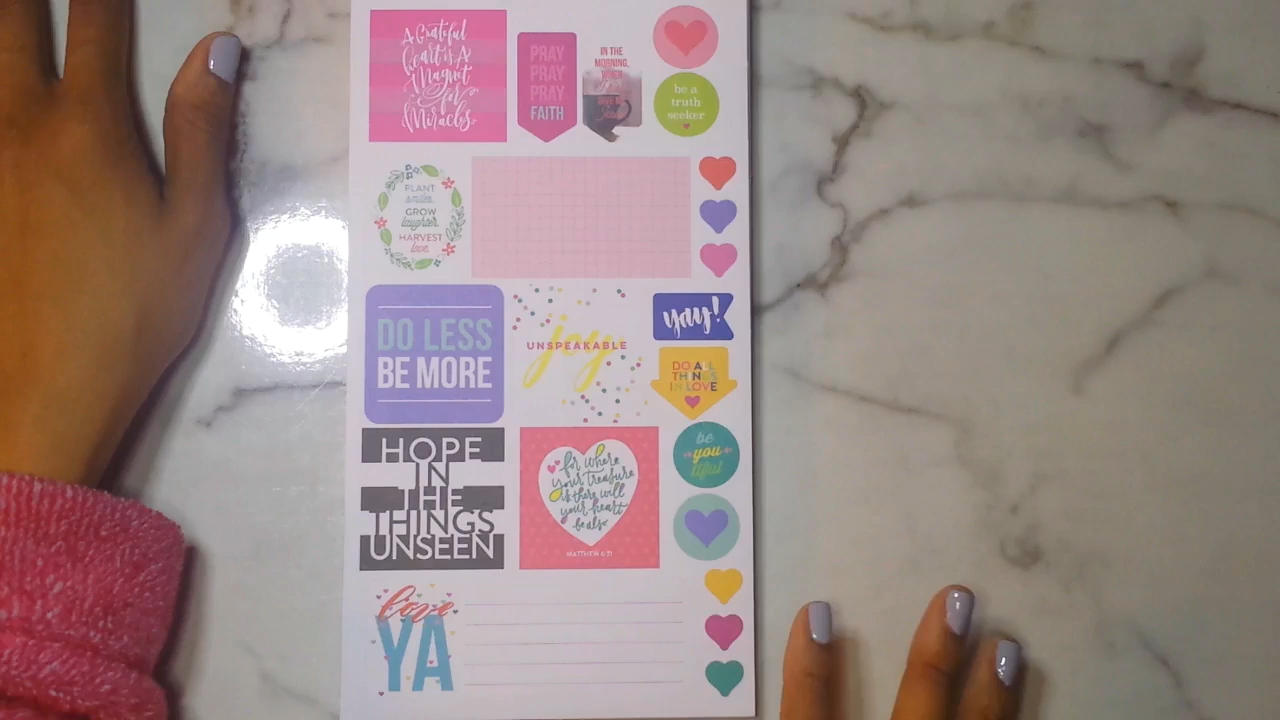 A Grateful
Heart is A
Magnet
for
Miracles
PRAY
PRAY
PRAY
FAITH
IN THE
MORNING,
WHEN
be a
truth
seeker
PLANT
smiles.
GROW
laughter.
HARVEST
love.
DO LESS
BE MORE
joy
UNSPEAKABLE
yay!
DO ALL
THINGS
IN LOVE
HOPE
IN
THE
THINGS
UNSEEN
for where
your treasure
is there will
your heart
be also
MATTHEW 6:21
be
you
tiful
love
YA